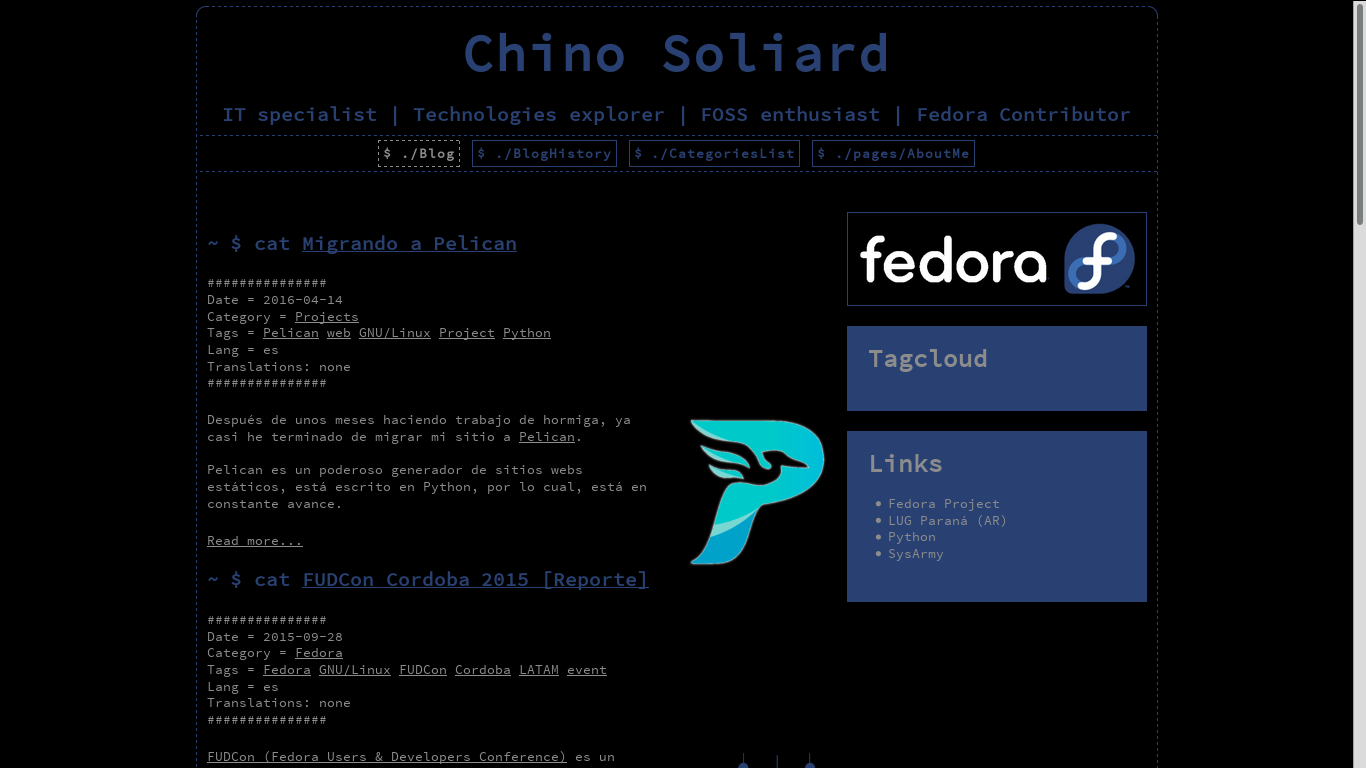 Chino Soliard
IT specialist | Technologies explorer | FOSS enthusiast | Fedora Contributor
$ ./Blog $ ./BlogHistory $ ./CategoriesList $ ./pages/AboutMe
~ $ cat Migrando a Pelican
###############
Date = 2016-04-14
Category = Projects
Tags = Pelican web GNU/Linux Project Python
Lang = es
Translations: none
###############
Después de unos meses haciendo trabajo de hormiga, ya
casi he terminado de migrar mi sitio a Pelican.
Pelican es un poderoso generador de sitios webs
estáticos, está escrito en Python, por lo cual, está en
constante avance.
Read more...
~ $ cat FUDCon Cordoba 2015 [Reporte]
###############
Date = 2015-09-28
Category = Fedora
Tags = Fedora GNU/Linux FUDCon Cordoba LATAM event
Lang = es
Translations: none
###############
FUDCon (Fedora Users & Developers Conference) es un
fedora
Tagcloud
Links
• Fedora Project
• LUG Paraná (AR)
• Python
• SysArmy